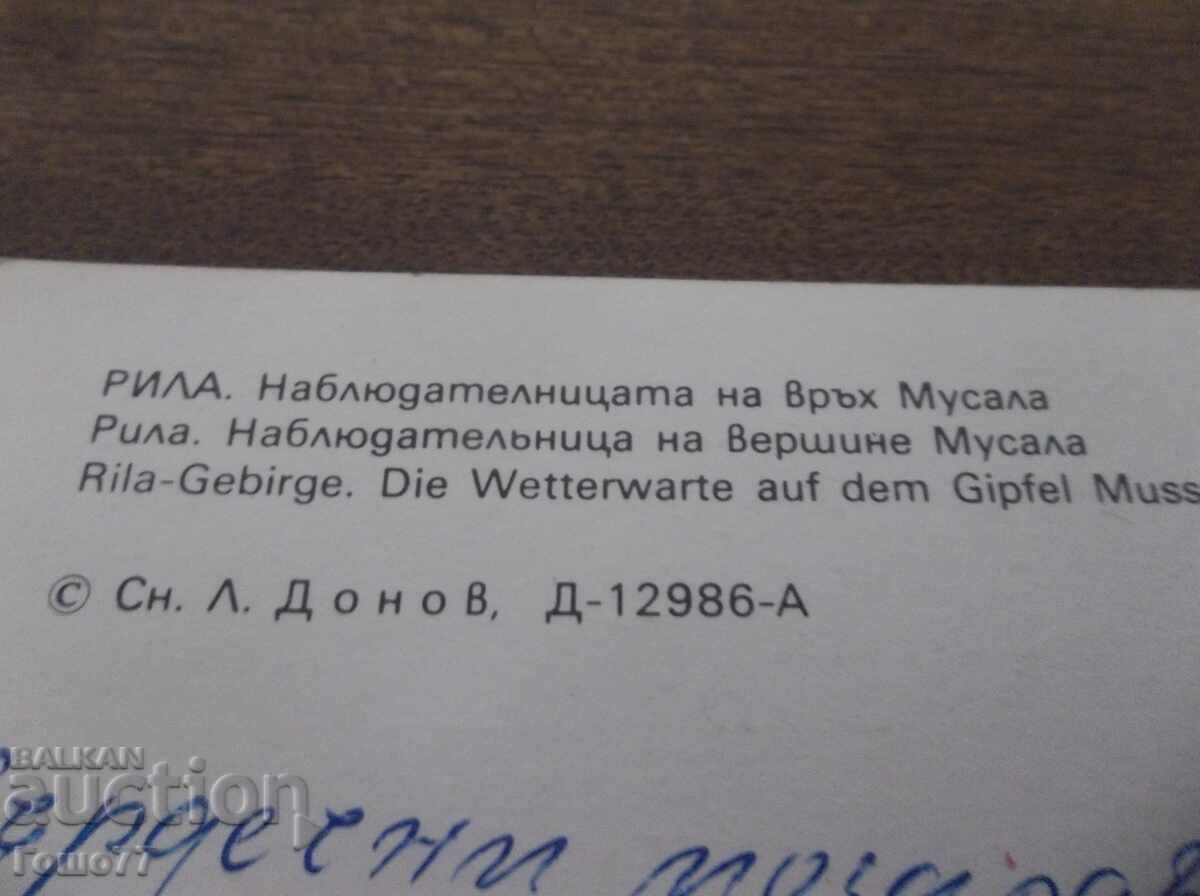 РИЛА. Наблюдателницата на връх Мусала
Рила. Наблюдательница на вершине Мусала
Rila-Gebirge. Die Wetterwarte auf dem Gipfel Muss
© Сн. Л. Донов, Д-12986-А
BALKAN
auction
Гошо77
Сърдечни